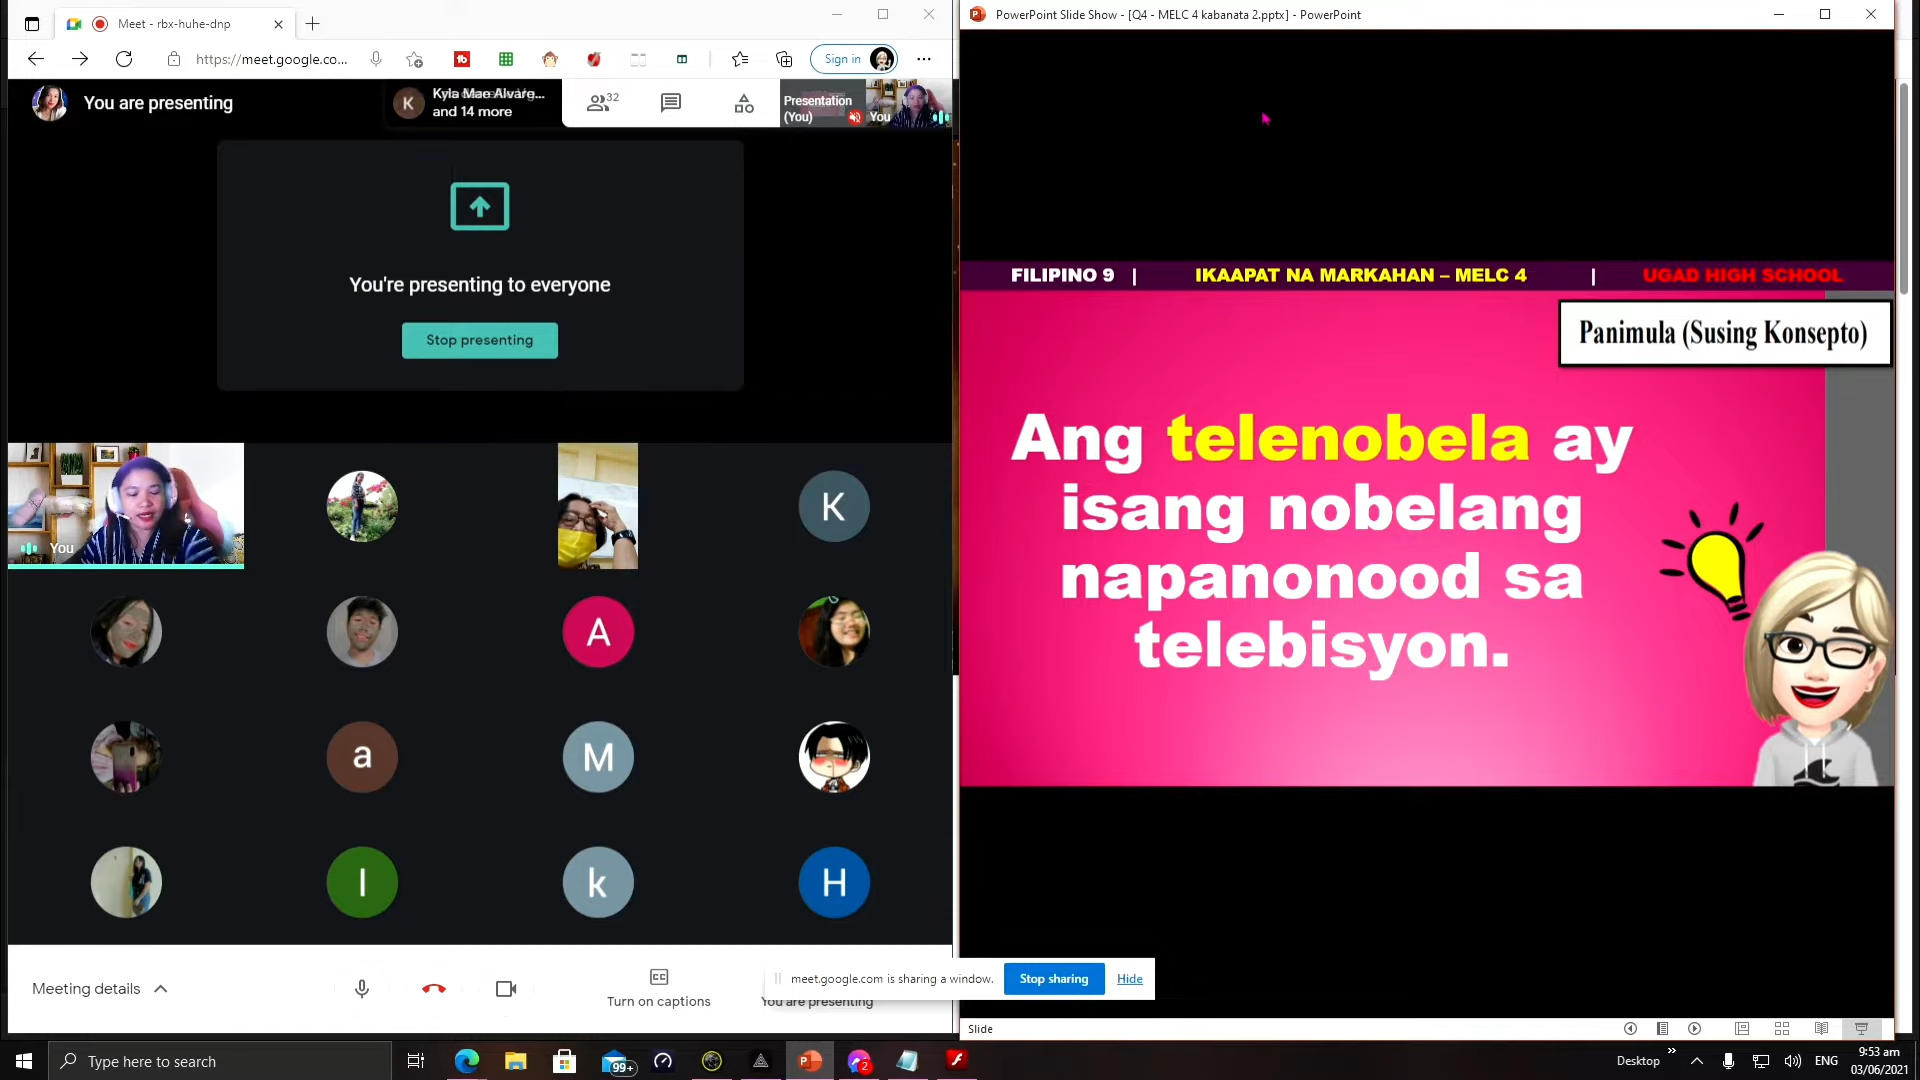 Meet - rbx-huhe-dnp
https://meet.google.co...
Sign in
You are presenting
K
and 14 more
32
Presentation
(You)
You
You're presenting to everyone
Stop presenting
You
K
A
a
M
l
k
H
Meeting details
Turn on captions
You are presenting
meet.google.com is sharing a window.
Stop sharing
Hide
PowerPoint Slide Show - [Q4 - MELC 4 kabanata 2.pptx] - PowerPoint
FILIPINO 9 | IKAAPAT NA MARKAHAN – MELC 4 | UGAD HIGH SCHOOL
Panimula (Susing Konsepto)
Ang telenobela ay
isang nobelang
napanonood sa
telebisyon.
Slide
Type here to search
99+
2
Desktop
ENG
9:53 am
03/06/2021